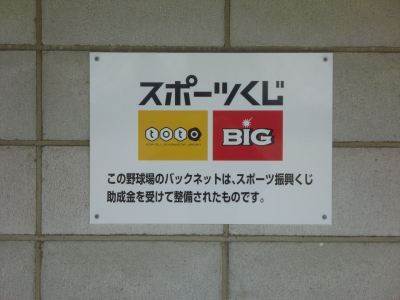 スポーツくじ
toto
BIG
この野球場のバックネットは、スポーツ振興くじ
助成金を受けて整備されたものです。